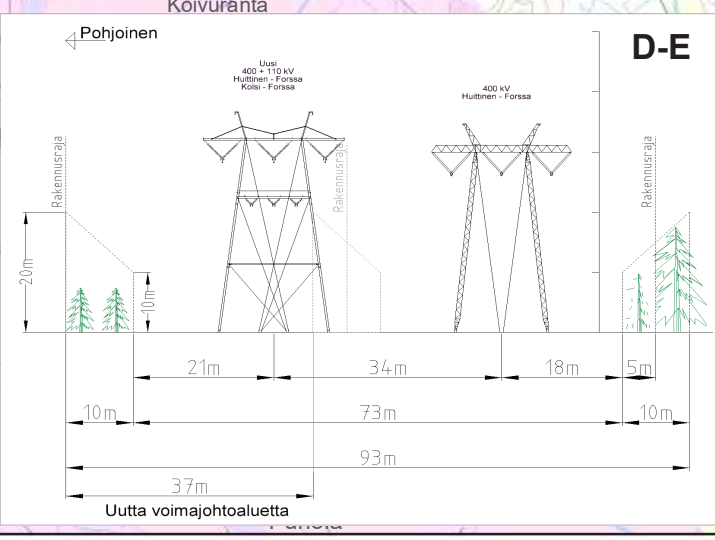 Koivuranta
Pohjoinen
D-E
Uusi
400 + 110 kV
Huittinen - Forssa
Kolsi - Forssa
400 kV
Huittinen - Forssa
Rakennusraja
Rakennusraja
Rakennusraja
20m
10m
21m
34m
18m
5m
10m
73m
10m
93m
37m
Uutta voimajohtoaluetta